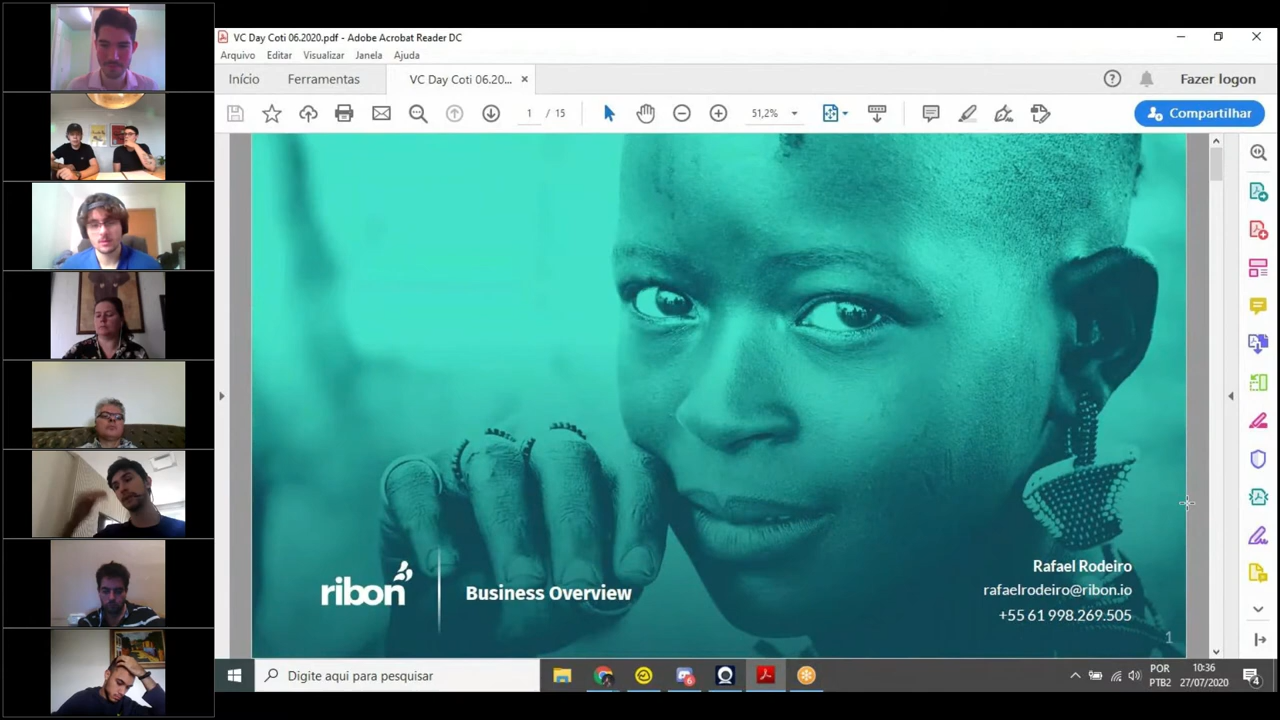 VC Day Coti 06.2020.pdf - Adobe Acrobat Reader DC
Arquivo Editar Visualizar Janela Ajuda
Início Ferramentas VC Day Coti 06.20... × Fazer logon
1 / 15 51,2% Compartilhar
ribon Business Overview
Rafael Rodeiro
rafaelrodeiro@ribon.io
+55 61 998.269.505
1
Digite aqui para pesquisar
6
POR
PTB2
10:36
27/07/2020
4